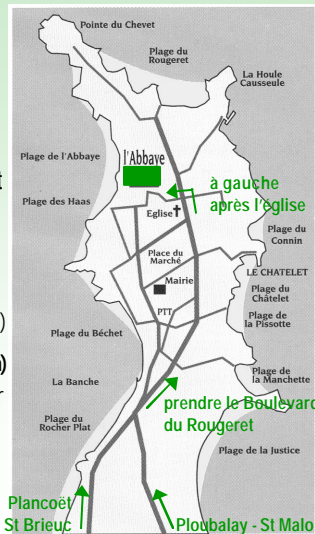 Pointe du Chevet
Plage du
Rougeret
La Houle
Causseule
Plage de l'Abbaye
l'Abbaye
à gauche
après l'église
Plage des Haas
Eglise
Plage du
Connin
Place du
Marché
Mairie
LE CHATELET
Plage du
Châtelet
PTT
Plage de
la Pissotte
Plage du Béchet
Plage de
la Manchette
La Banche
prendre le Boulevard
du Rougeret
Plage du
Rocher Plat
Plage de la Justice
Plancoët
St Brieuc
Ploubalay - St Malo